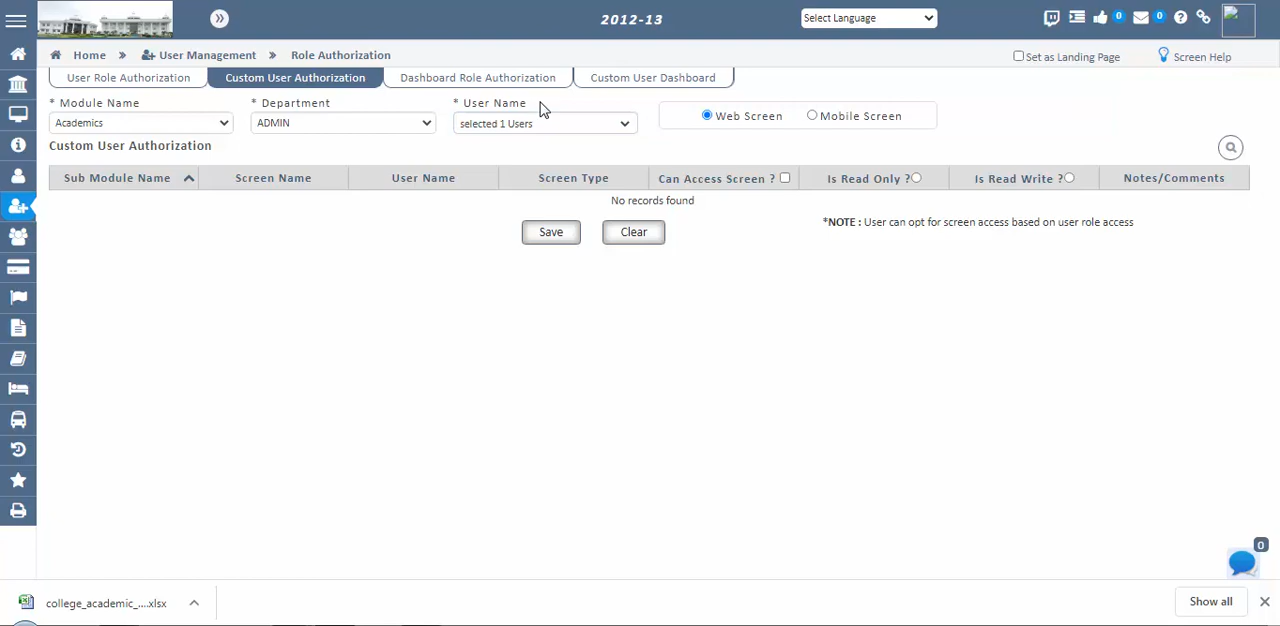 2012-13
Select Language
0
0
Home » User Management » Role Authorization
Set as Landing Page
Screen Help
User Role Authorization
Custom User Authorization
Dashboard Role Authorization
Custom User Dashboard
* Module Name
* Department
* User Name
Academics
ADMIN
selected 1 Users
Web Screen
Mobile Screen
Custom User Authorization
Sub Module Name
Screen Name
User Name
Screen Type
Can Access Screen ?
Is Read Only ?
Is Read Write ?
Notes/Comments
No records found
Save
Clear
*NOTE : User can opt for screen access based on user role access
0
college_academic_....xlsx
Show all